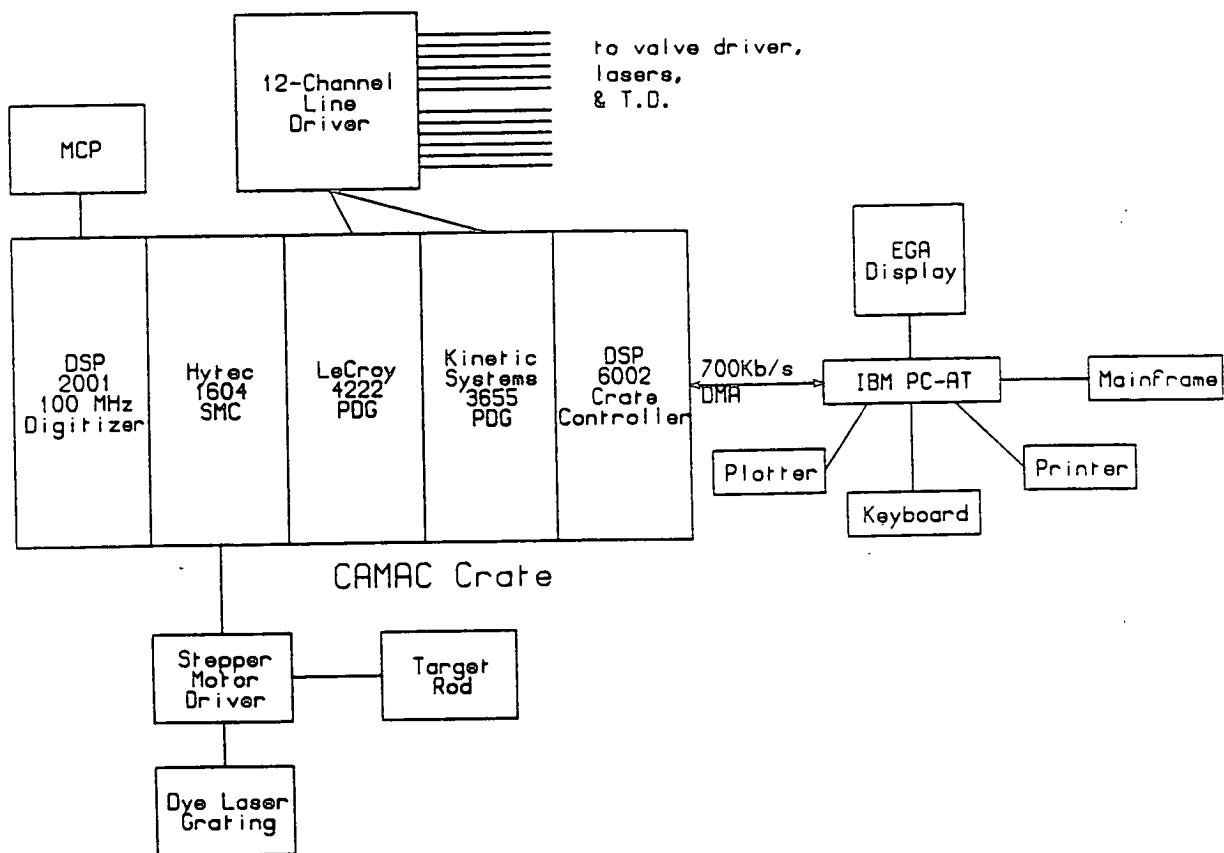 to valve driver,
lasers,
& T.D.
12-Channel
Line
Driver
MCP
EGA
Display
DSP
2001
100 MHz
Digitizer
Hytec
1604
SMC
LeCroy
4222
PDG
Kinetic
Systems
3655
PDG
DSP
6002
Crate
Controller
700Kb/s
DMA
IBM PC-AT
Mainframe
Plotter
Printer
Keyboard
CAMAC Crate
Stepper
Motor
Driver
Target
Rod
Dye Laser
Grating